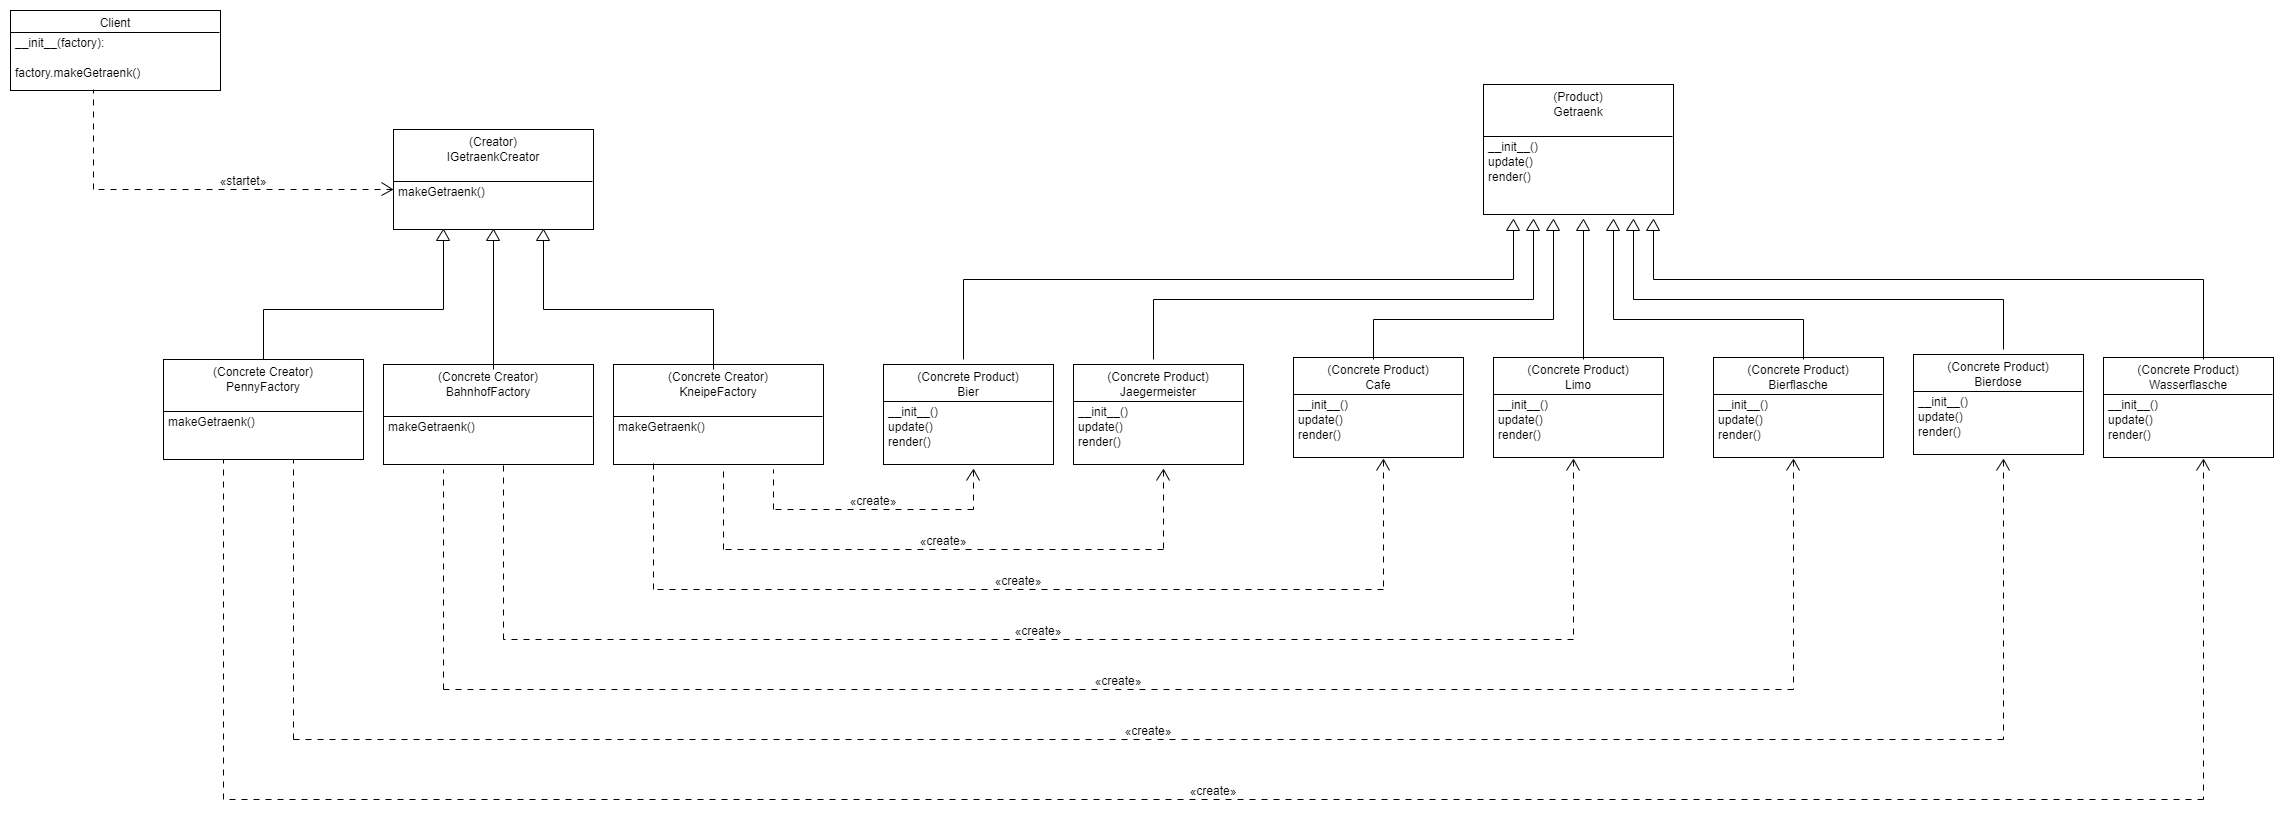 Client
__init__(factory):
factory.makeGetraenk()
«startet»
(Creator)
IGetraenkCreator
makeGetraenk()
(Product)
Getraenk
__init__()
update()
render()
(Concrete Creator)
PennyFactory
makeGetraenk()
(Concrete Creator)
BahnhofFactory
makeGetraenk()
(Concrete Creator)
KneipeFactory
makeGetraenk()
(Concrete Product)
Bier
__init__()
update()
render()
(Concrete Product)
Jaegermeister
__init__()
update()
render()
(Concrete Product)
Cafe
__init__()
update()
render()
(Concrete Product)
Limo
__init__()
update()
render()
(Concrete Product)
Bierflasche
__init__()
update()
render()
(Concrete Product)
Bierdose
__init__()
update()
render()
(Concrete Product)
Wasserflasche
__init__()
update()
render()
«create»
«create»
«create»
«create»
«create»
«create»
«create»